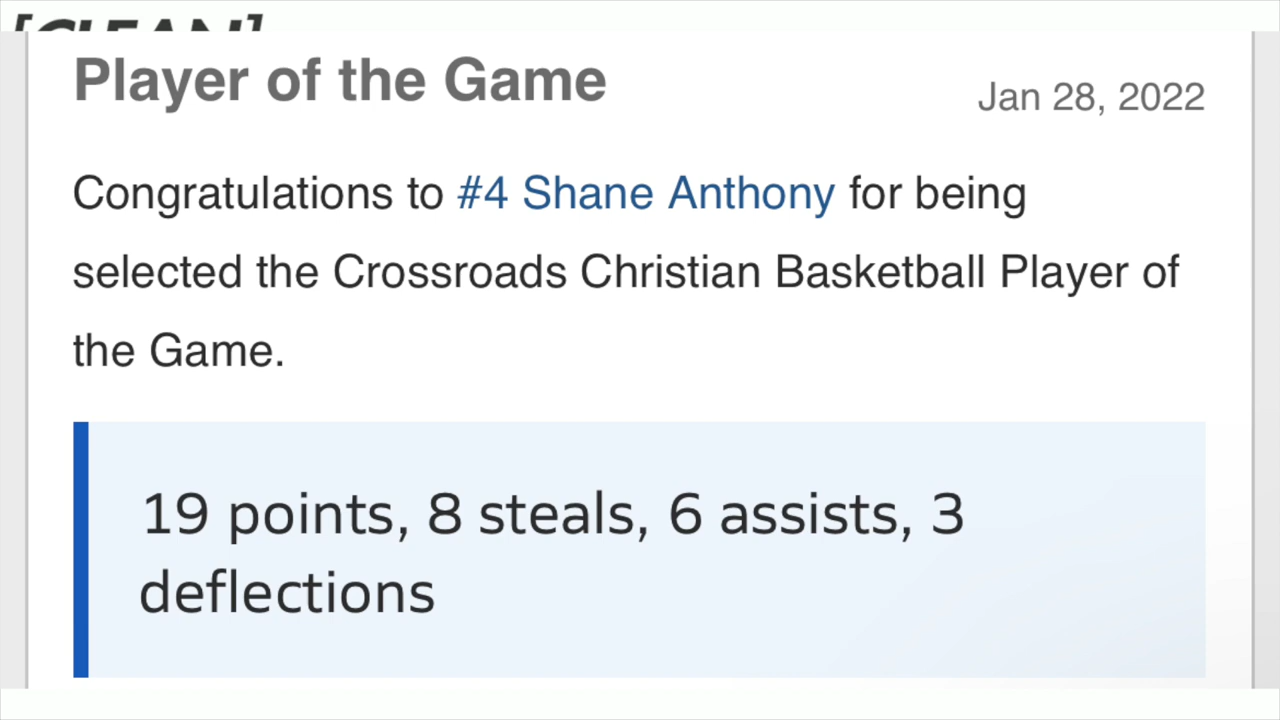 Player of the Game
Jan 28, 2022
Congratulations to #4 Shane Anthony for being
selected the Crossroads Christian Basketball Player of
the Game.
19 points, 8 steals, 6 assists, 3
deflections